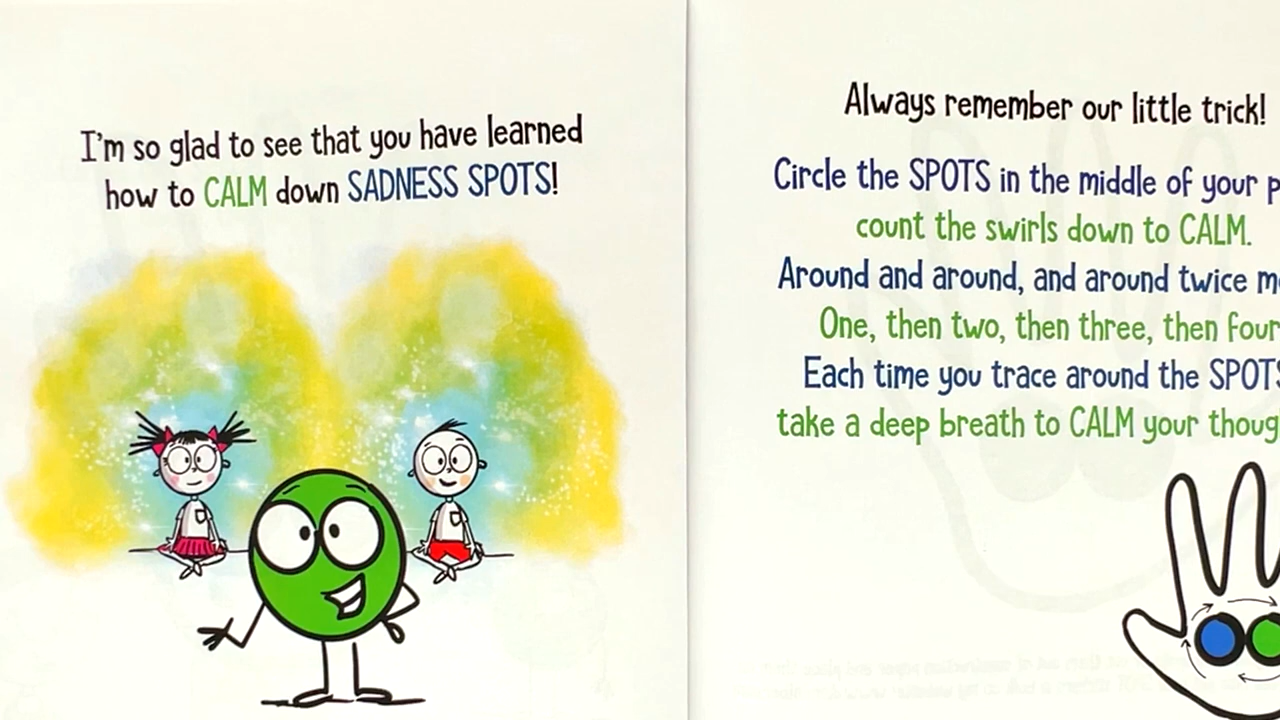 I'm so glad to see that you have learned
how to CALM down SADNESS SPOTS!
Always remember our little trick!
Circle the SPOTS in the middle of your
count the swirls down to CALM.
Around and around, and around twice
One, then two, then three, then four
Each time you trace around the SPOTS
take a deep breath to CALM your